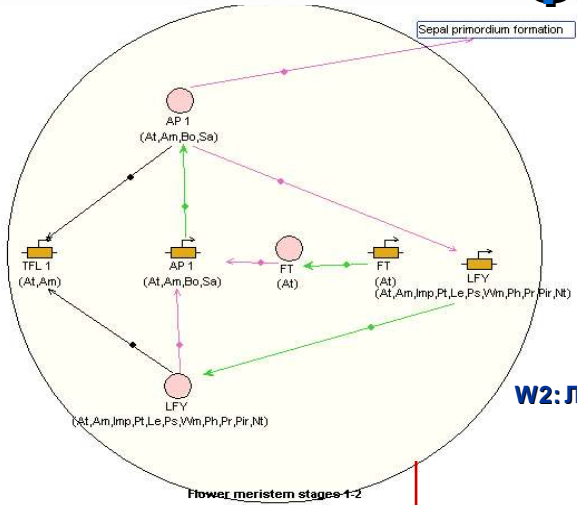 Sepal primordium formation
AP 1
(At,Am,Bo,Sa)
TFL 1
(At,Am)
AP 1
(At,Am,Bo,Sa)
FT
(At)
FT
(At)
LFY
(At,Am,Imp,Pt,Le,Ps,Wm,Ph,Pr,Pir,Nt)
LFY
(At,Am,Imp,Pt,Le,Ps,Wm,Ph,Pr,Pir,Nt)
W2: Л
Flower meristem stages 1-2